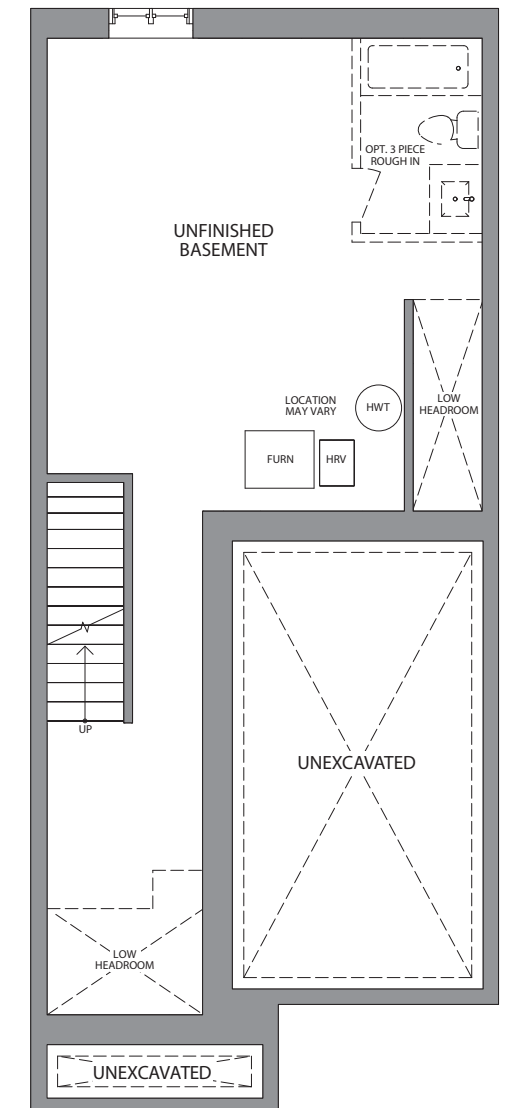 OPT. 3 PIECE
ROUGH IN
UNFINISHED
BASEMENT
LOCATION
MAY VARY
HWT
LOW
HEADROOM
FURN
HRV
UP
UNEXCAVATED
LOW
HEADROOM
UNEXCAVATED